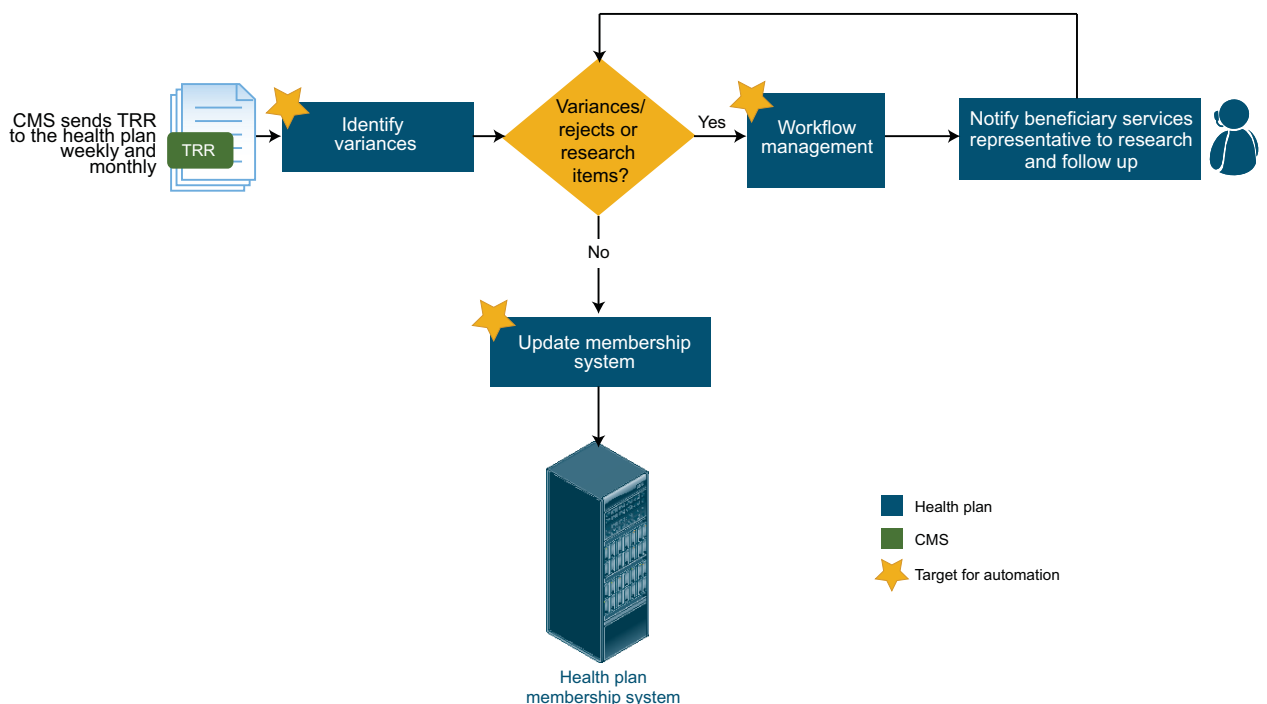 CMS sends TRR
to the health plan
weekly and
monthly
TRR
Identify
variances
Variances/
rejects or
research
items?
Yes
Workflow
management
Notify beneficiary services
representative to research
and follow up
No
Update membership
system
Health plan
membership system
Health plan
CMS
Target for automation